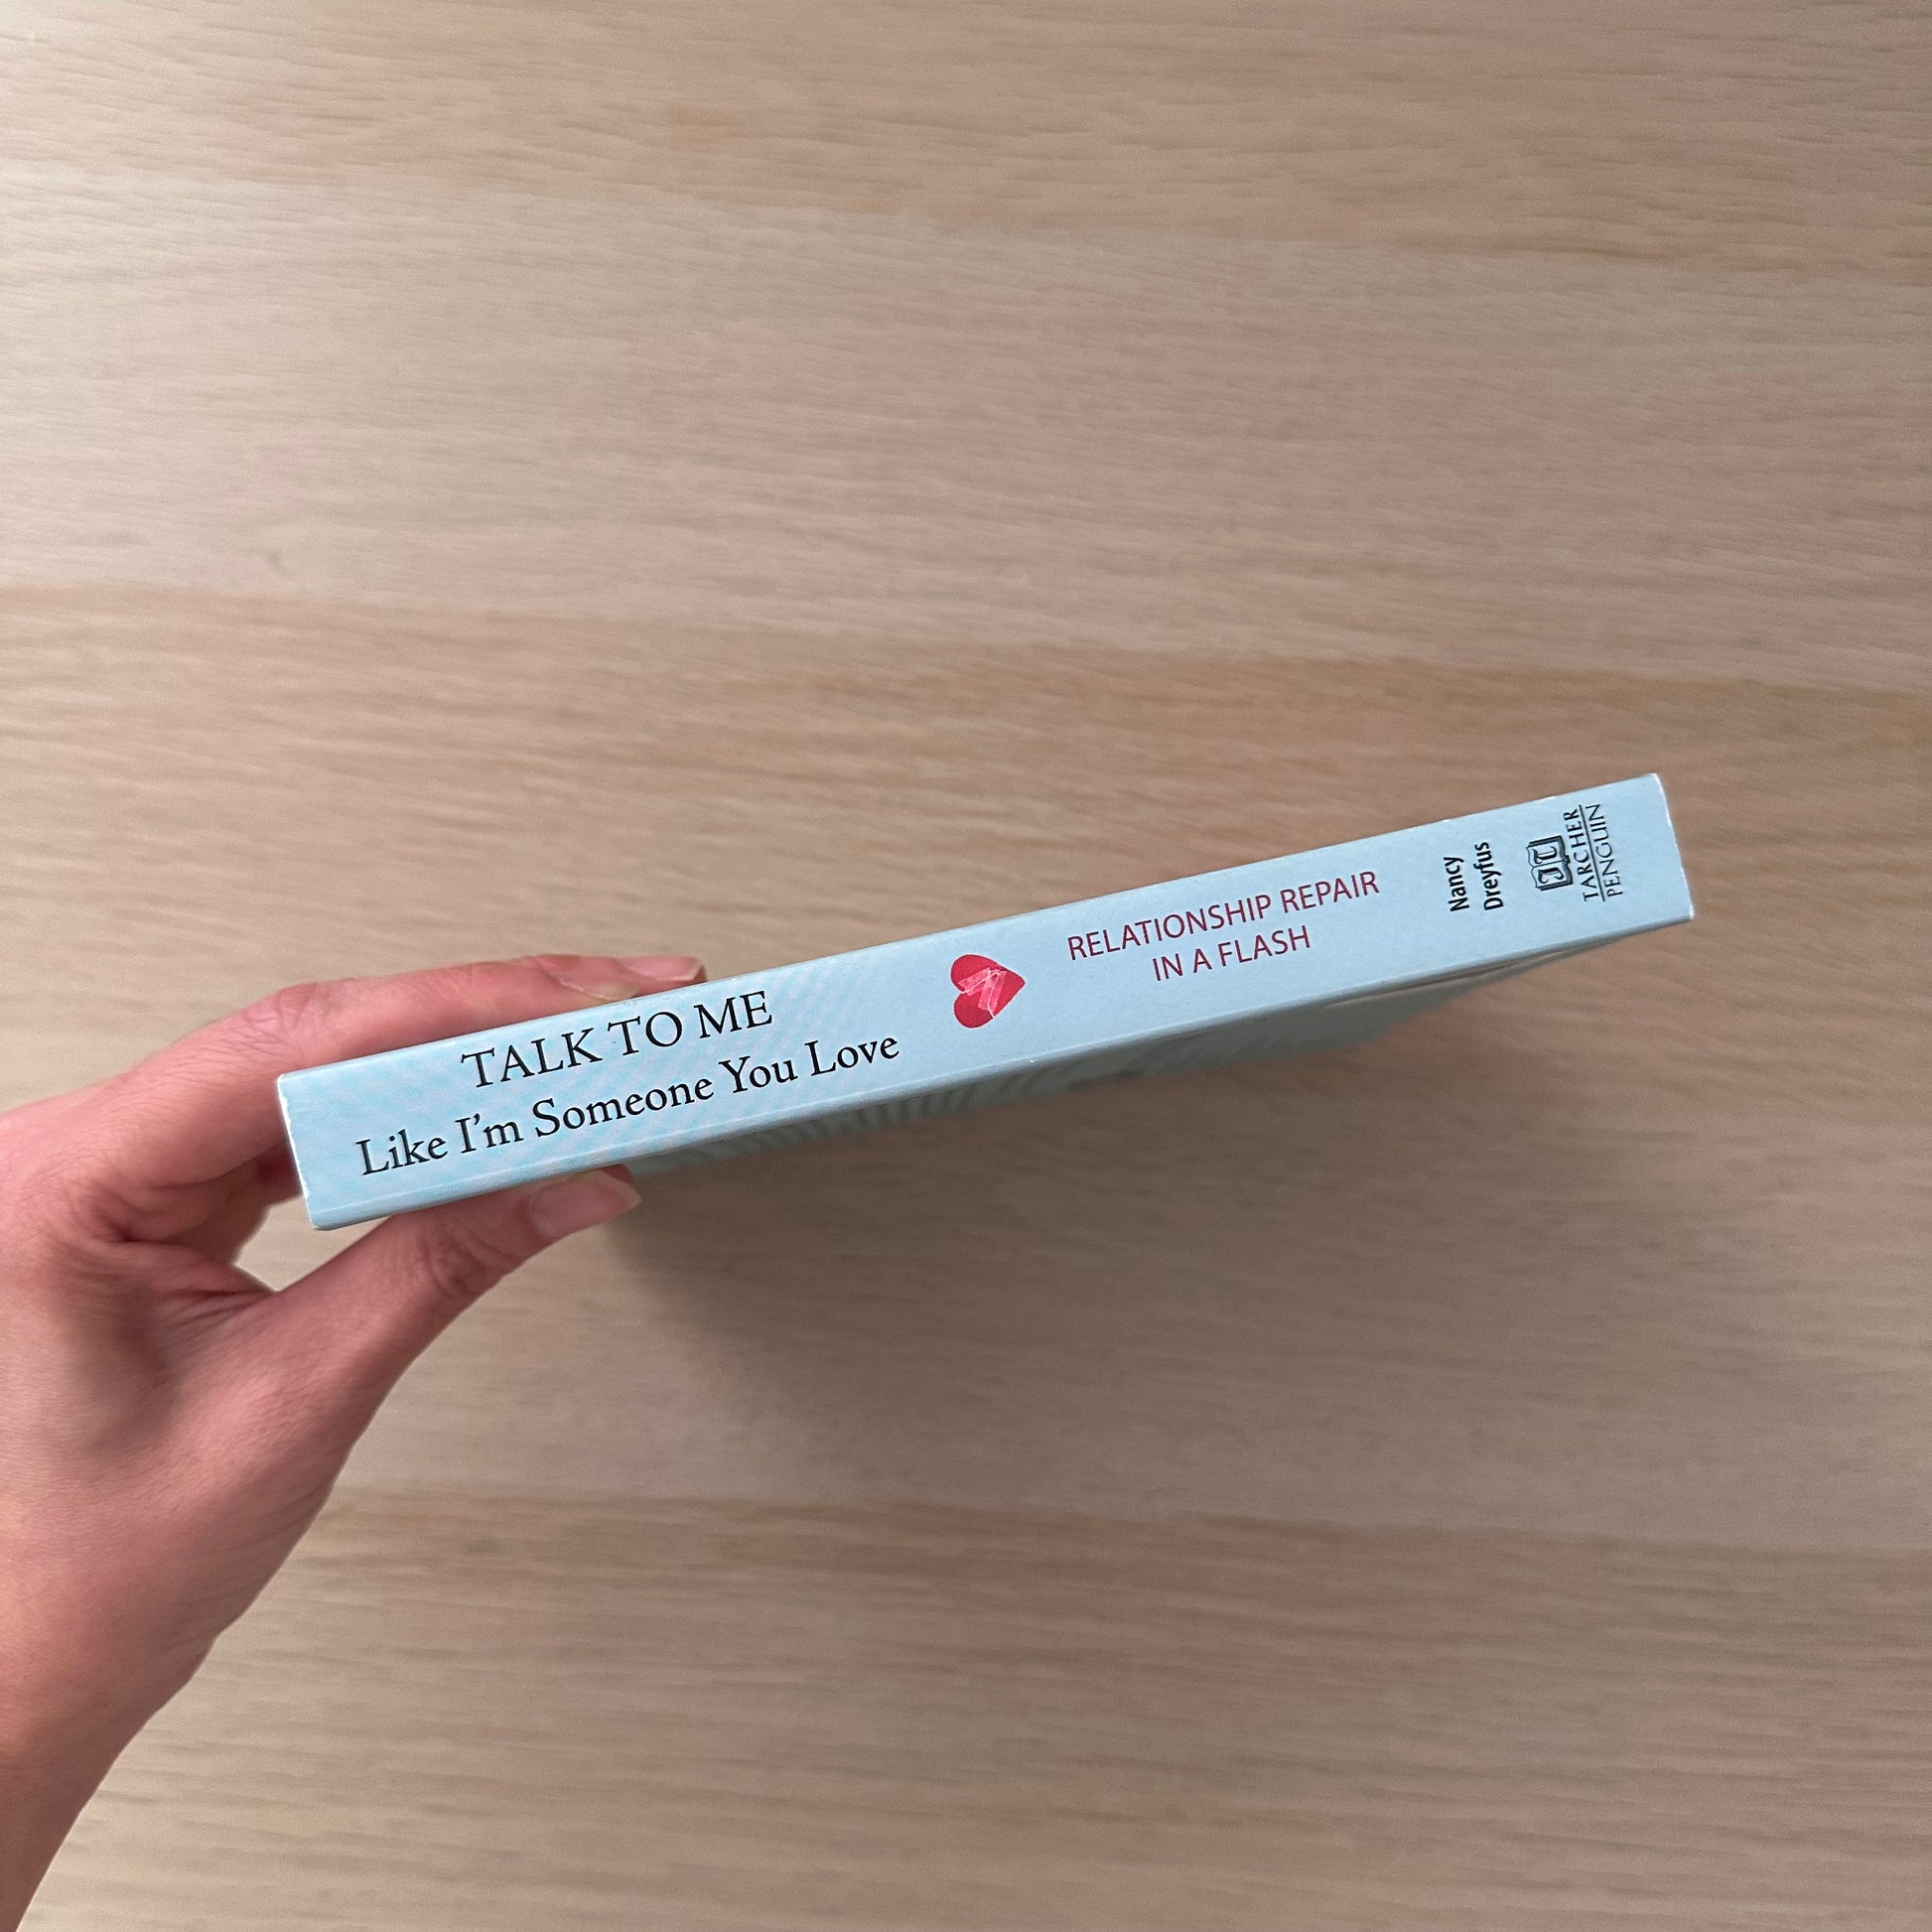 TALK TO ME
Like I'm Someone You Love
RELATIONSHIP REPAIR
IN A FLASH
Nancy
Dreyfus
TARCHER
PENGUIN